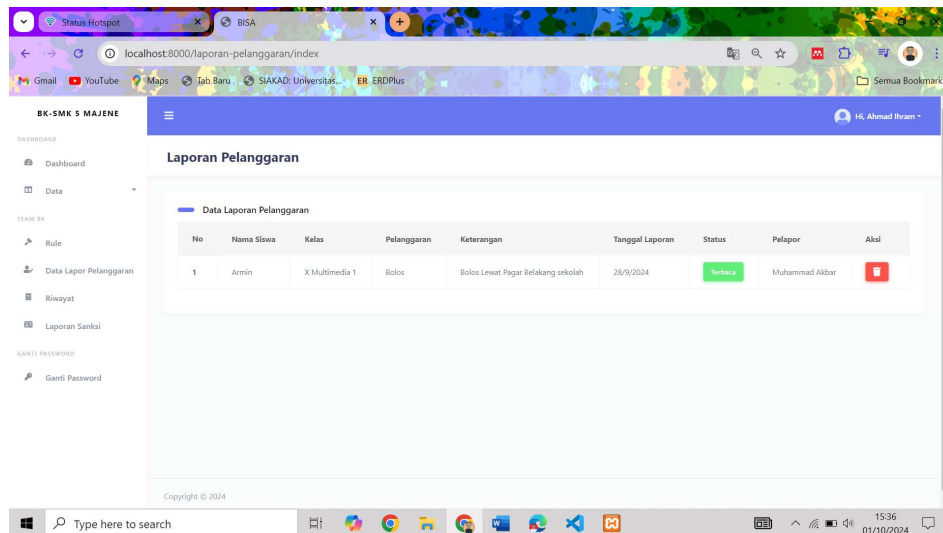 Status Hotspot
BISA
localhost:8000/laporan-pelanggaran/index
Gmail YouTube Maps Tab Baru SIAKAD: Universitas... ER ERDPlus Semua Bookmark
BK-SMK 5 MAJENE
Hi, Ahmad Ihram
DASHBOARD
Dashboard
Data
TEAM BK
Rule
Data Lapor Pelanggaran
Riwayat
Laporan Sanksi
GANTI PASSWORD
Ganti Password
Laporan Pelanggaran
Data Laporan Pelanggaran
No Nama Siswa Kelas Pelanggaran Keterangan Tanggal Laporan Status Pelapor Aksi
1 Armin X Multimedia 1 Bolos Bolos Lewat Pagar Belakang sekolah 28/9/2024 Terbaca Muhammad Akbar
Copyright © 2024
Type here to search
15:36
01/10/2024